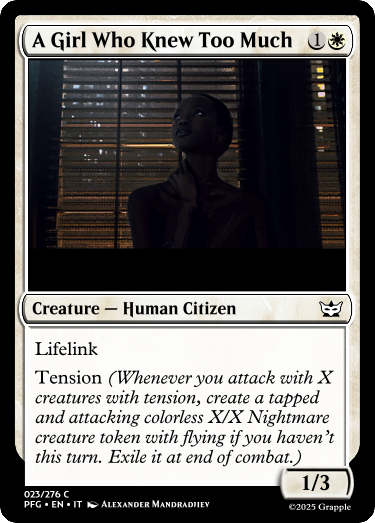 A Girl Who Knew Too Much 1
Creature — Human Citizen
Lifelink
Tension (Whenever you attack with X
creatures with tension, create a tapped
and attacking colorless X/X Nightmare
creature token with flying if you haven't
this turn. Exile it at end of combat.)
1/3
023/276 C
PFG • EN • IT Alexander Mandradjiev
©2025 Grapple